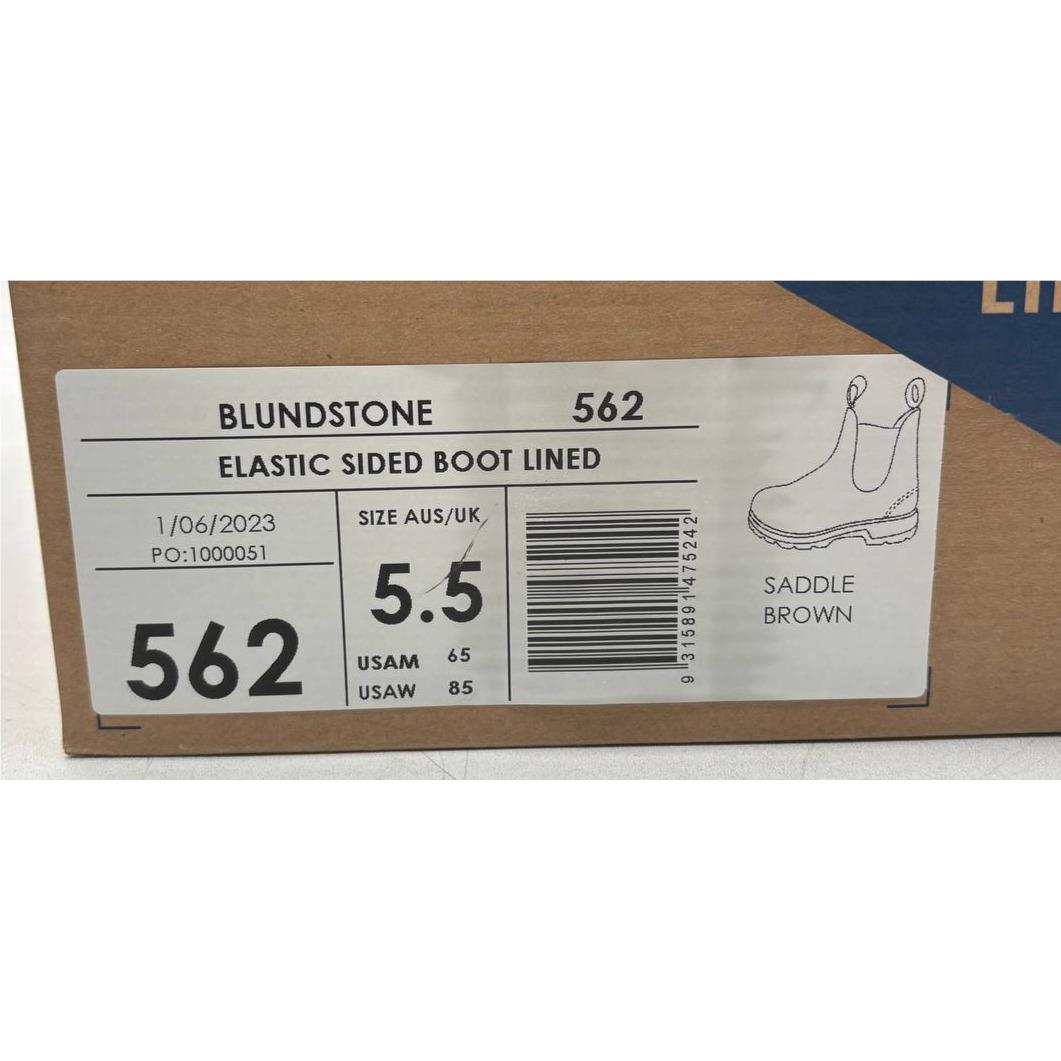 BLUNDSTONE 562
ELASTIC SIDED BOOT LINED
1/06/2023
PO:1000051
562
SIZE AUS/UK
5.5
USAM 65
USAW 85
9 315891 475242
SADDLE
BROWN